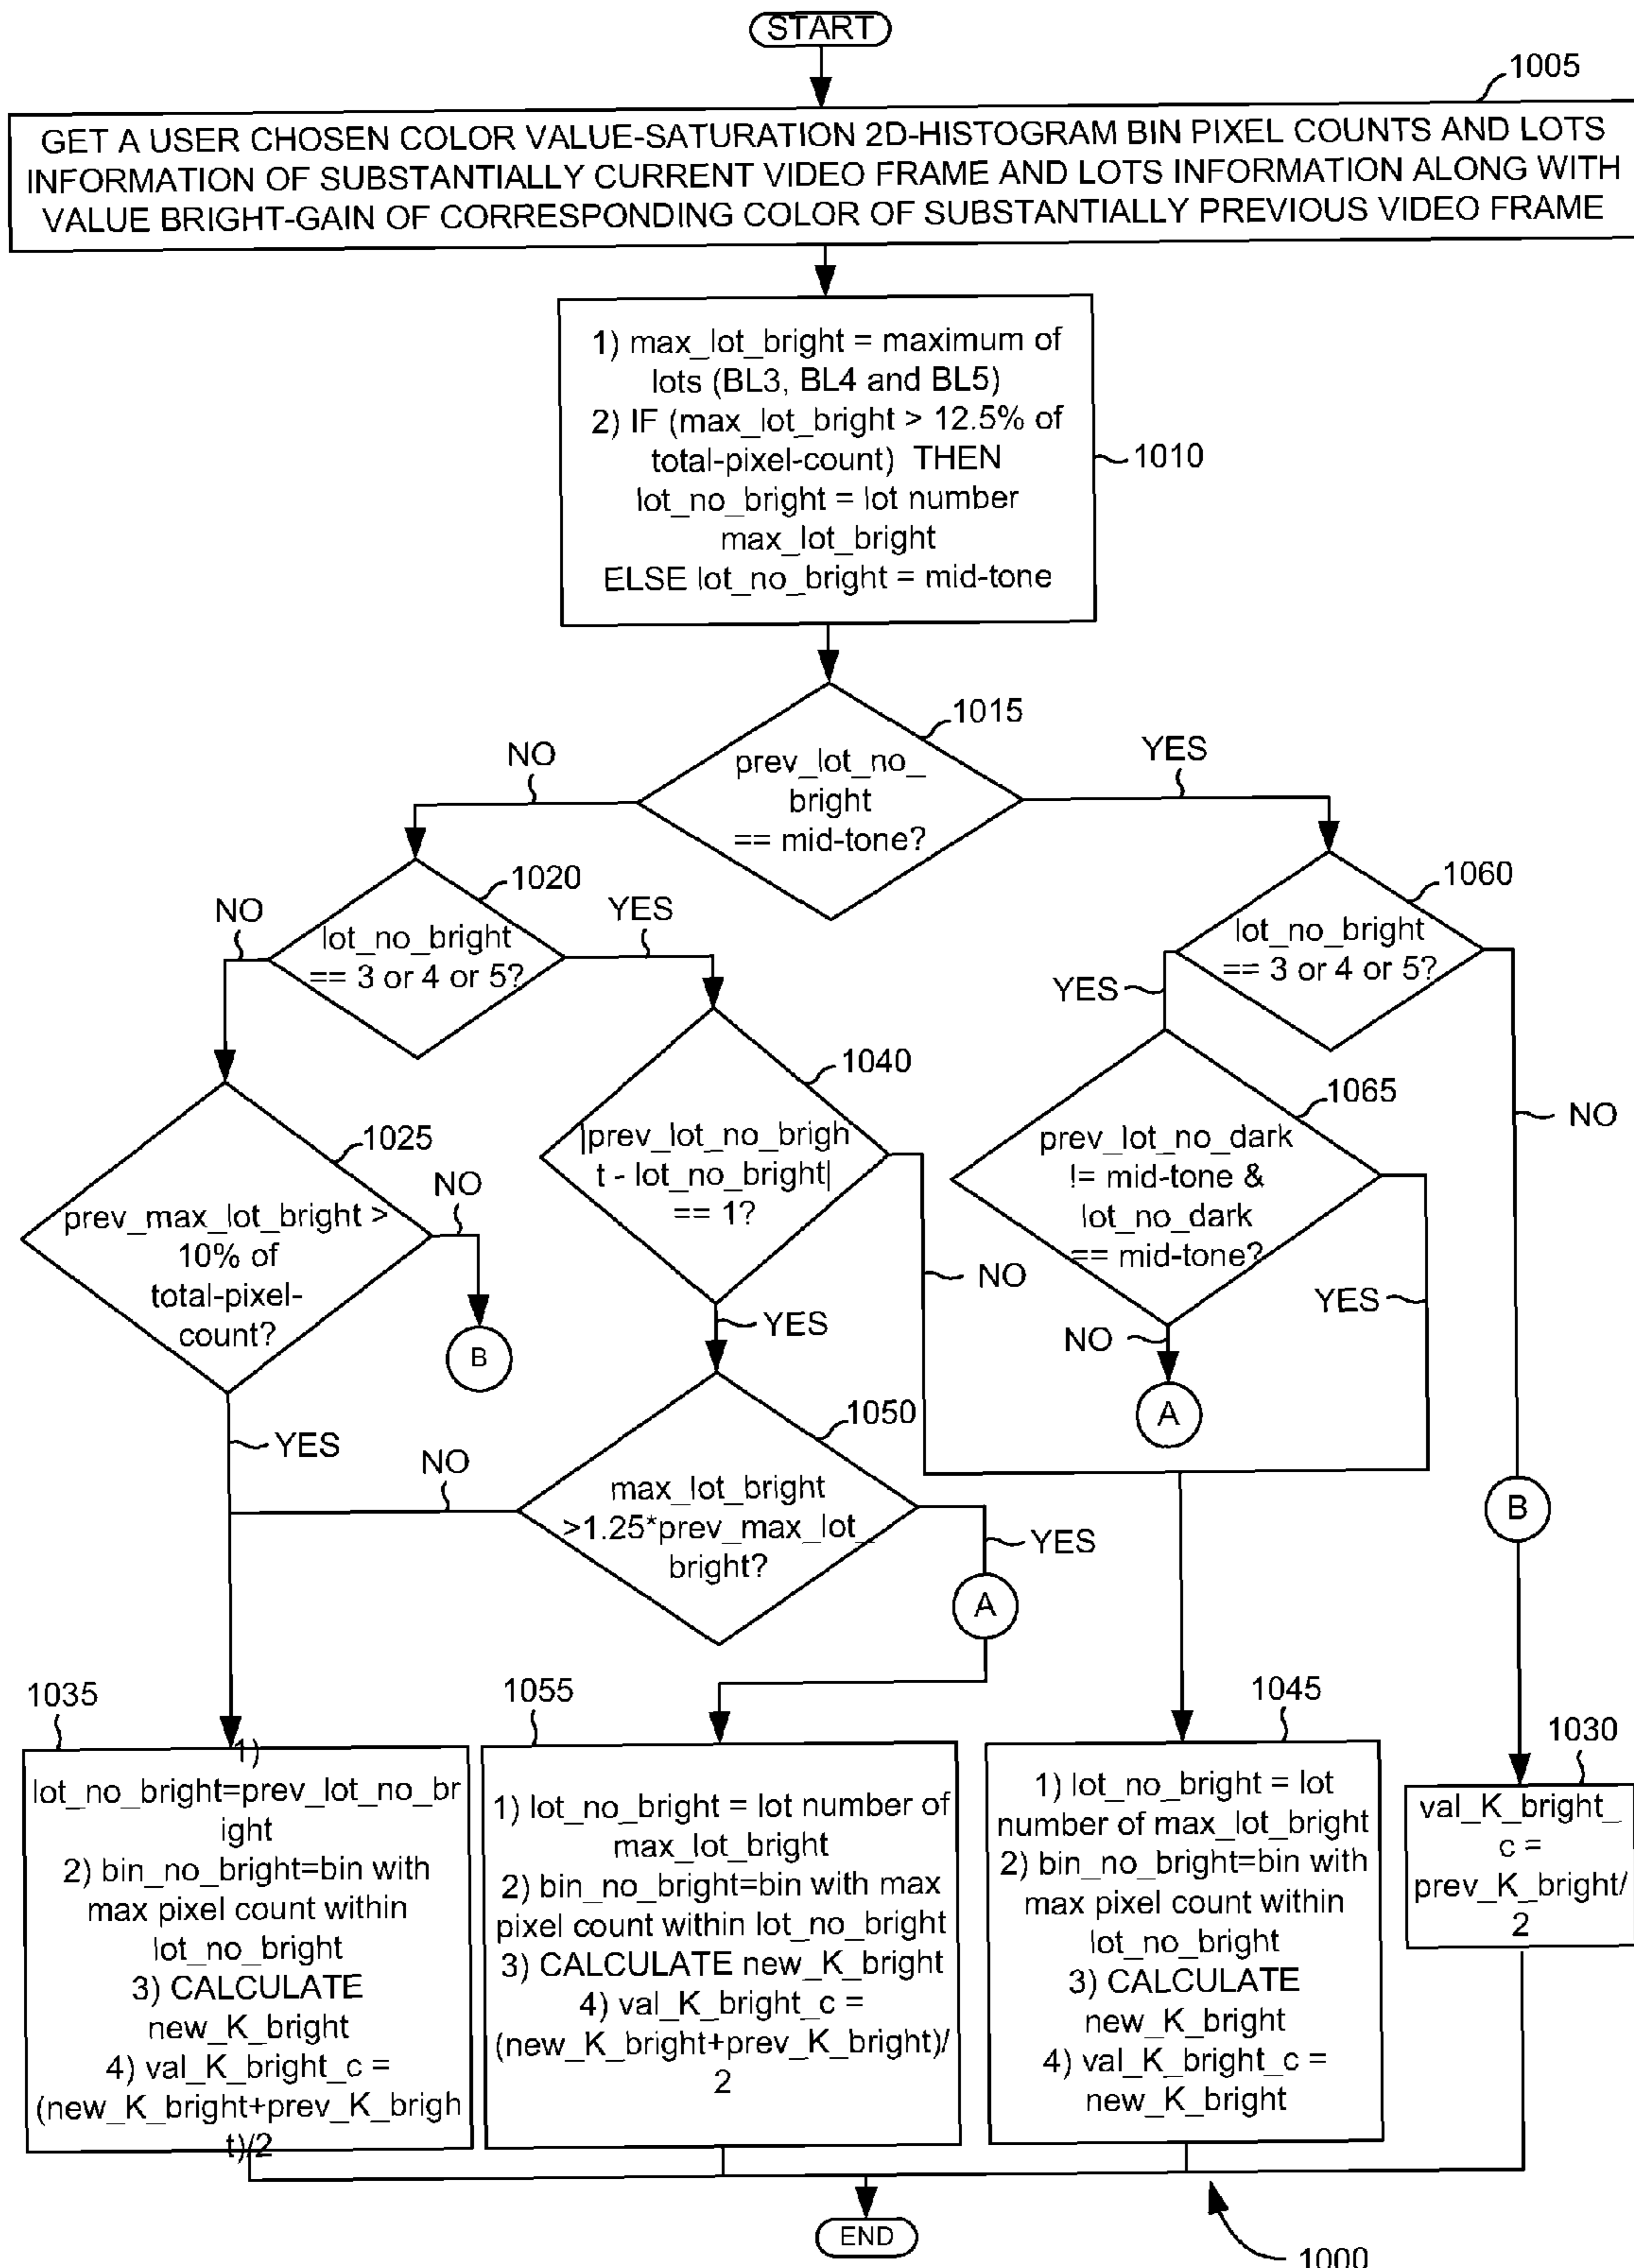 START
1005
GET A USER CHOSEN COLOR VALUE-SATURATION 2D-HISTOGRAM BIN PIXEL COUNTS AND LOTS
INFORMATION OF SUBSTANTIALLY CURRENT VIDEO FRAME AND LOTS INFORMATION ALONG WITH
VALUE BRIGHT-GAIN OF CORRESPONDING COLOR OF SUBSTANTIALLY PREVIOUS VIDEO FRAME
1) max_lot_bright = maximum of
lots (BL3, BL4 and BL5)
2) IF (max_lot_bright > 12.5% of
total-pixel-count) THEN
lot_no_bright = lot number
max_lot_bright
ELSE lot_no_bright = mid-tone
1010
1015
prev_lot_no_
bright
== mid-tone?
NO
YES
1020
lot_no_bright
== 3 or 4 or 5?
NO
YES
1060
lot_no_bright
== 3 or 4 or 5?
YES
NO
1025
prev_max_lot_bright >
10% of
total-pixel-
count?
NO
B
YES
1040
|prev_lot_no_brigh
t - lot_no_bright|
== 1?
NO
YES
1065
prev_lot_no_dark
!= mid-tone &
lot_no_dark
== mid-tone?
YES
NO
A
1050
max_lot_bright
>1.25*prev_max_lot_
bright?
NO
YES
A
B
1035
1)
lot_no_bright=prev_lot_no_br
ight
2) bin_no_bright=bin with
max pixel count within
lot_no_bright
3) CALCULATE
new_K_bright
4) val_K_bright_c =
(new_K_bright+prev_K_brigh
t)/2
1055
1) lot_no_bright = lot number of
max_lot_bright
2) bin_no_bright=bin with max
pixel count within lot_no_bright
3) CALCULATE new_K_bright
4) val_K_bright_c =
(new_K_bright+prev_K_bright)/
2
1045
1) lot_no_bright = lot
number of max_lot_bright
2) bin_no_bright=bin with
max pixel count within
lot_no_bright
3) CALCULATE
new_K_bright
4) val_K_bright_c =
new_K_bright
1030
val_K_bright_
c =
prev_K_bright/
2
END
1000